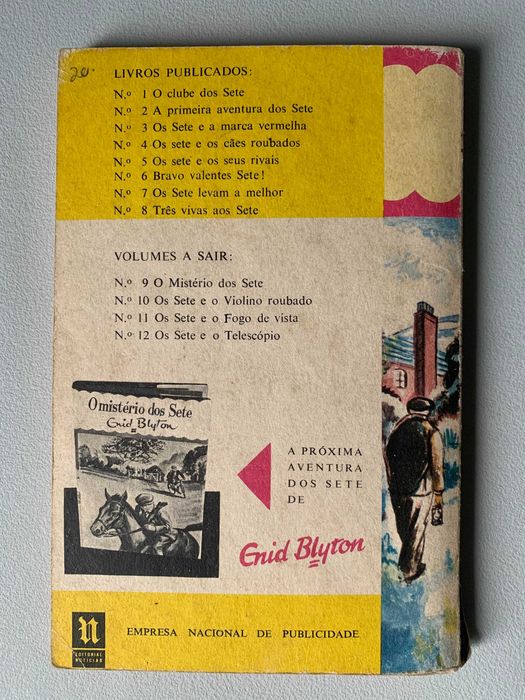 20.
LIVROS PUBLICADOS:
N.º 1 O clube dos Sete
N.º 2 A primeira aventura dos Sete
N.º 3 Os Sete e a marca vermelha
N.º 4 Os sete e os cães roubados
N.º 5 Os sete e os seus rivais
N.º 6 Bravo valentes Sete!
N.º 7 Os Sete levam a melhor
N.º 8 Três vivas aos Sete
VOLUMES A SAIR:
N.º 9 O Mistério dos Sete
N.º 10 Os Sete e o Violino roubado
N.º 11 Os Sete e o Fogo de vista
N.º 12 Os Sete e o Telescópio
O mistério dos Sete
Enid Blyton
A PRÓXIMA
AVENTURA
DOS SETE
DE
Enid Blyton
n
EDITORIAL
NOTÍCIAS
EMPRESA NACIONAL DE PUBLICIDADE